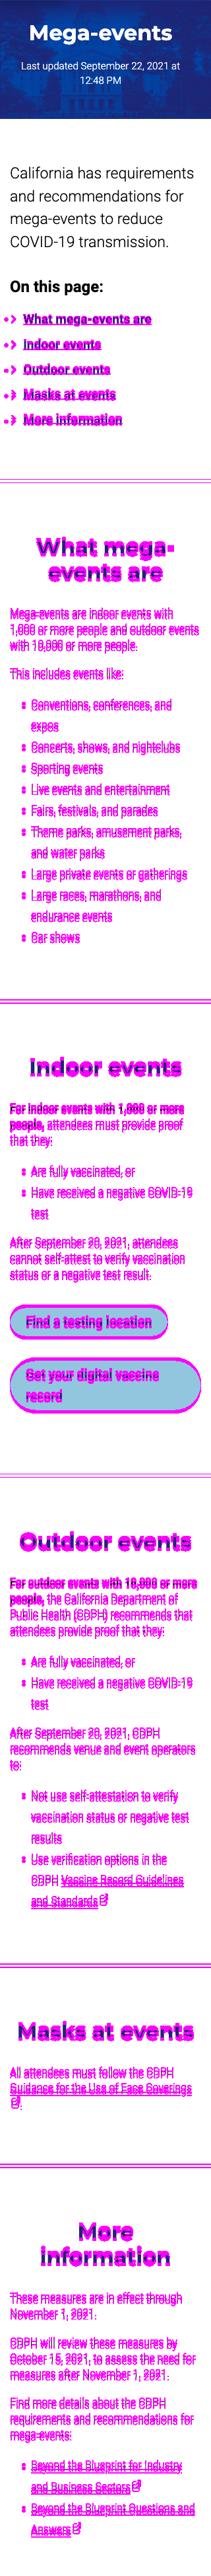 Mega-events
Last updated September 22, 2021 at
12:48 PM
California has requirements
and recommendations for
mega-events to reduce
COVID-19 transmission.
On this page:
What mega-events are
Indoor events
Outdoor events
Masks at events
More information
What mega-
events are
Mega-events are indoor events with
1,000 or more people and outdoor events
with 10,000 or more people.
This includes events like:
Conventions, conferences, and
expos
Concerts, shows, and nightclubs
Sporting events
Live events and entertainment
Fairs, festivals, and parades
Theme parks, amusement parks,
and water parks
Large private events or gatherings
Large races, marathons, and
endurance events
Car shows
Indoor events
For indoor events with 1,000 or more
people, attendees must provide proof
that they:
Are fully vaccinated, or
Have received a negative COVID-19
test
After September 20, 2021, attendees
cannot self-attest to verify vaccination
status or a negative test result.
Find a testing location
Get your digital vaccine
record
Outdoor events
For outdoor events with 10,000 or more
people, the California Department of
Public Health (CDPH) recommends that
attendees provide proof that they:
Are fully vaccinated, or
Have received a negative COVID-19
test
After September 20, 2021, CDPH
recommends venue and event operators
to:
Not use self-attestation to verify
vaccination status or negative test
results
Use verification options in the
CDPH Vaccine Record Guidelines
and Standards
Masks at events
All attendees must follow the CDPH
Guidance for the Use of Face Coverings
.
More
information
These measures are in effect through
November 1, 2021.
CDPH will review these measures by
October 15, 2021, to assess the need for
measures after November 1, 2021.
Find more details about the CDPH
requirements and recommendations for
mega-events:
Beyond the Blueprint for Industry
and Business Sectors
Beyond the Blueprint Questions and
Answers